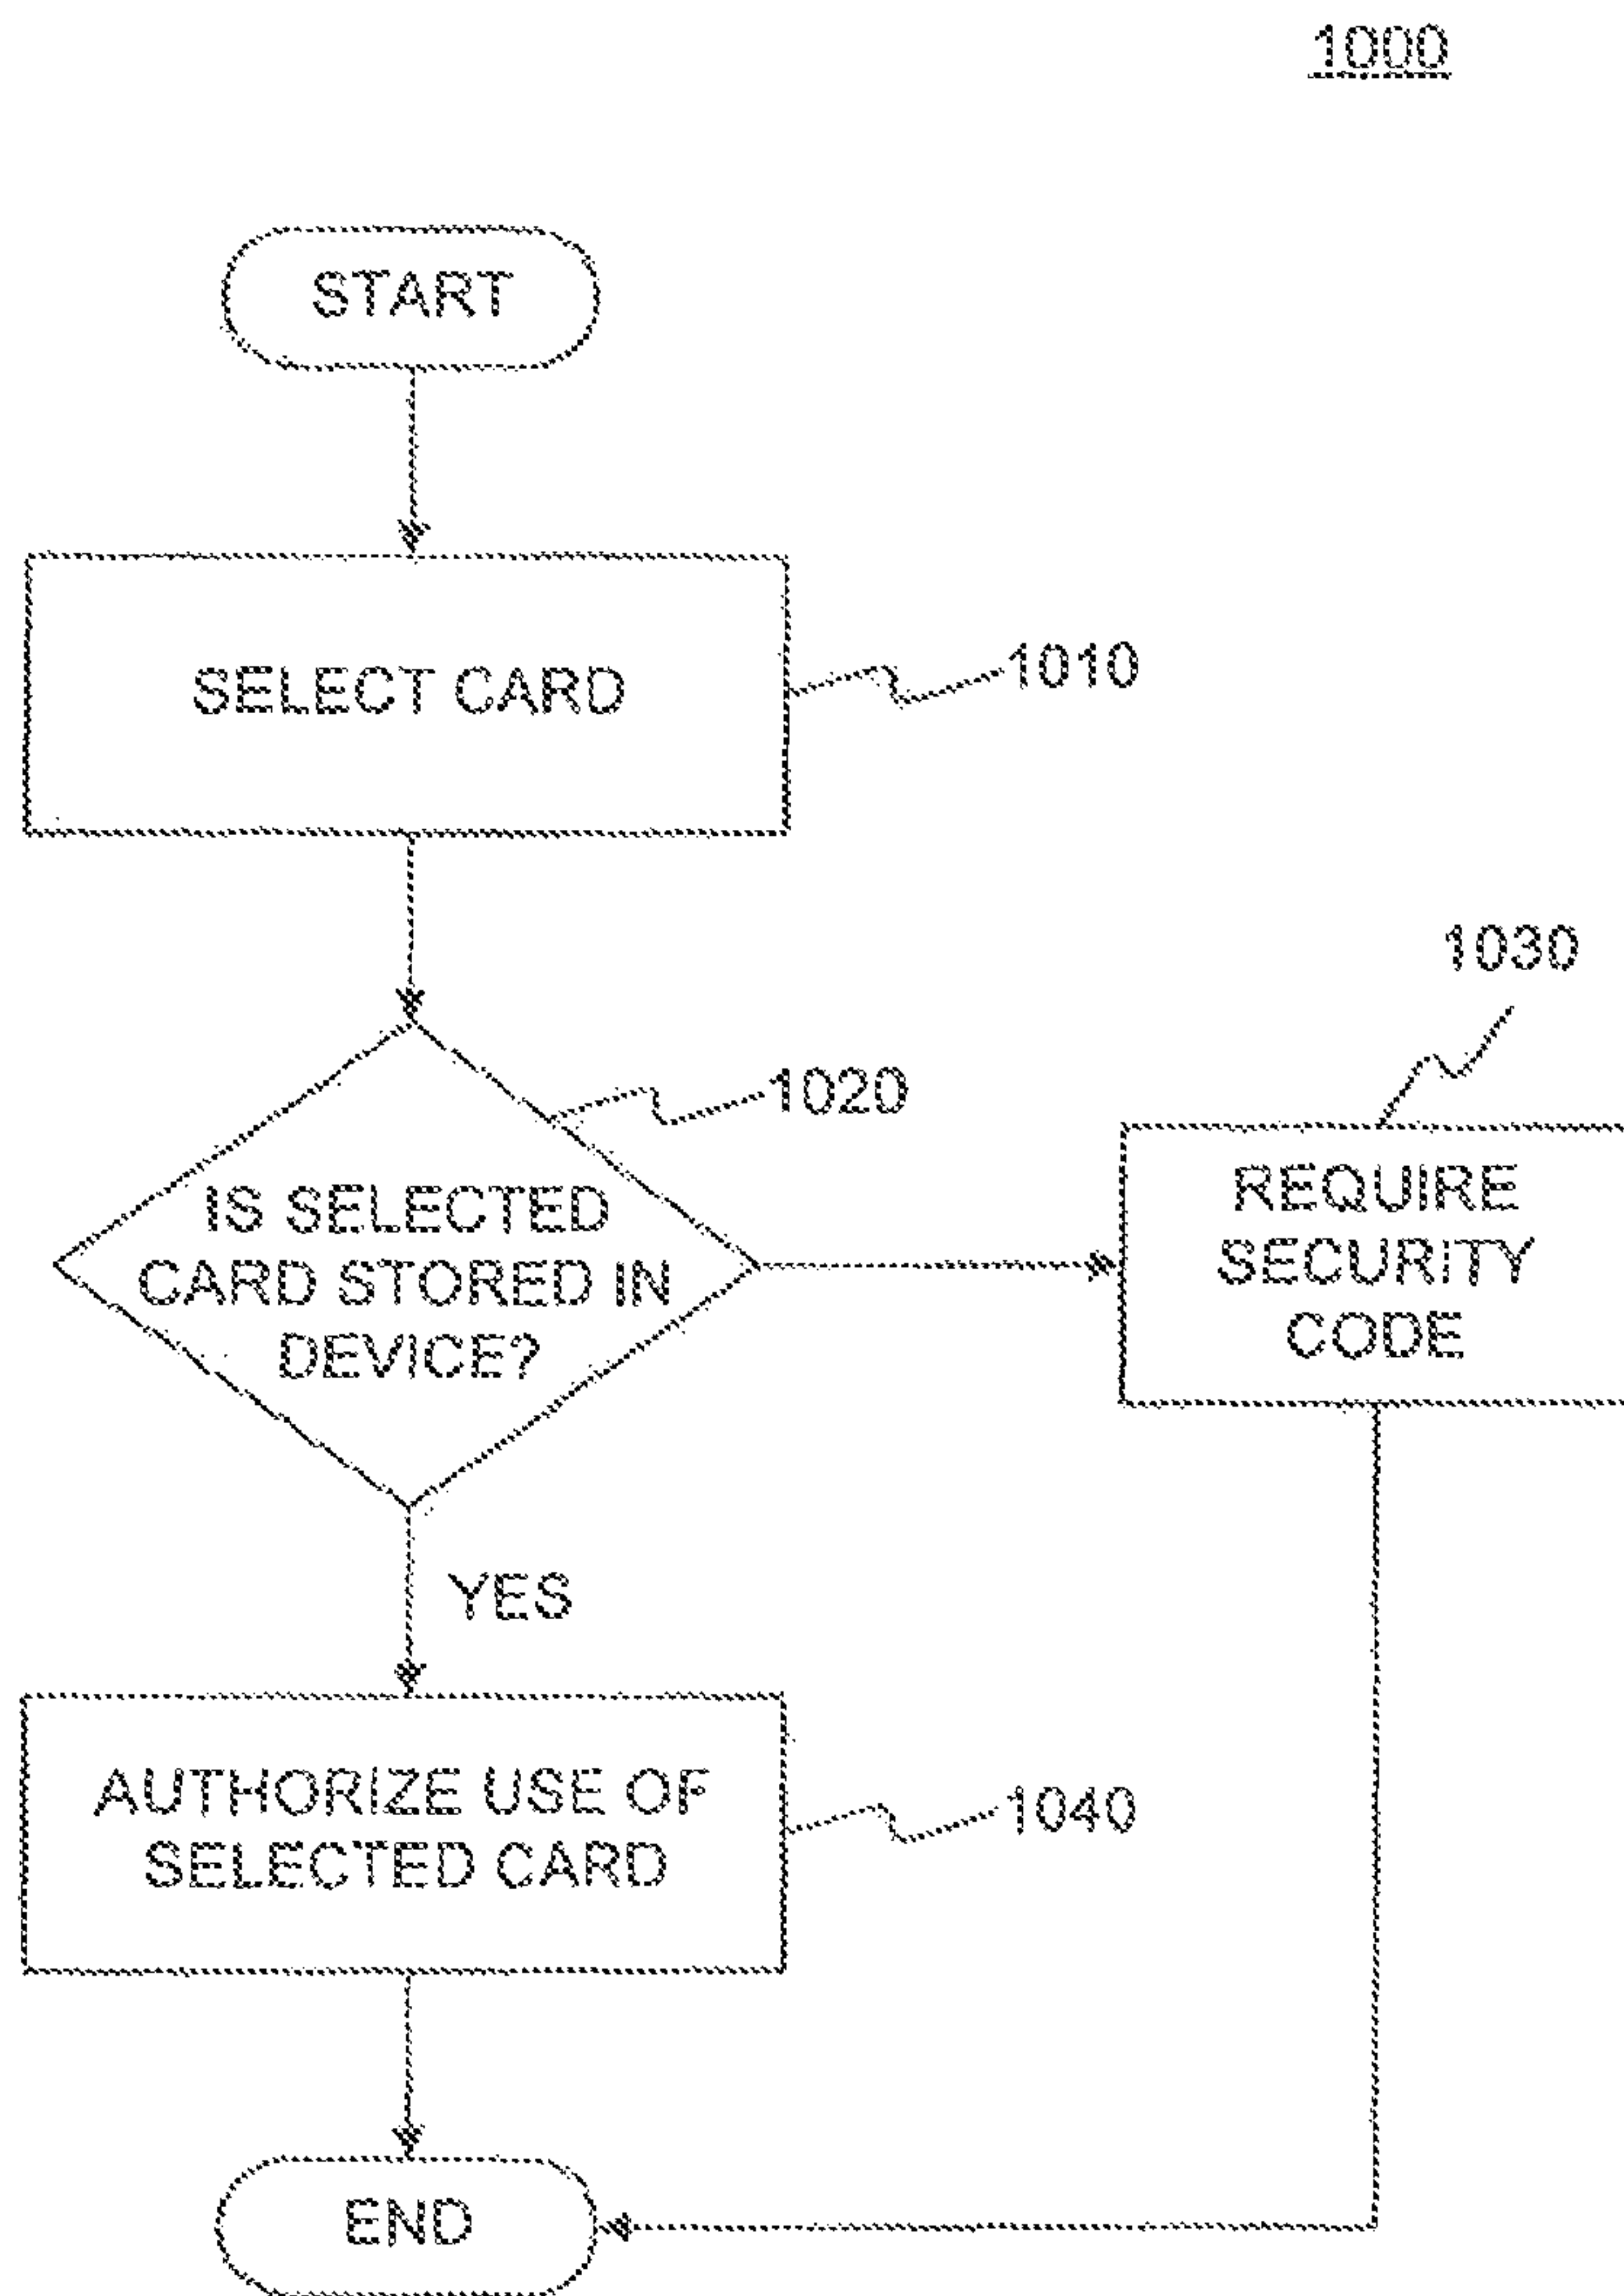 1000
START
SELECT CARD
1010
1030
1020
IS SELECTED
CARD STORED IN
DEVICE?
REQUIRE
SECURITY
CODE
YES
AUTHORIZE USE OF
SELECTED CARD
1040
END